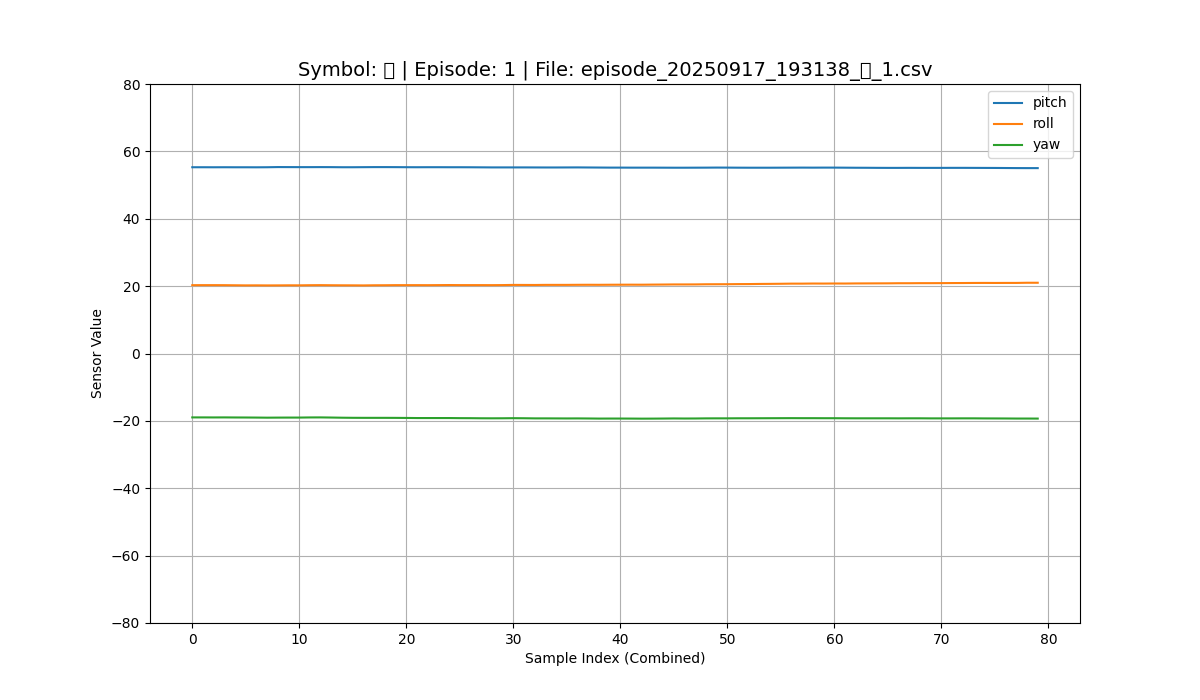 Symbol: | Episode: 1 | File: episode_20250917_193138_ _1.csv
80
60
40
20
0
−20
−40
−60
−80
Sensor Value
pitch
roll
yaw
0 10 20 30 40 50 60 70 80
Sample Index (Combined)